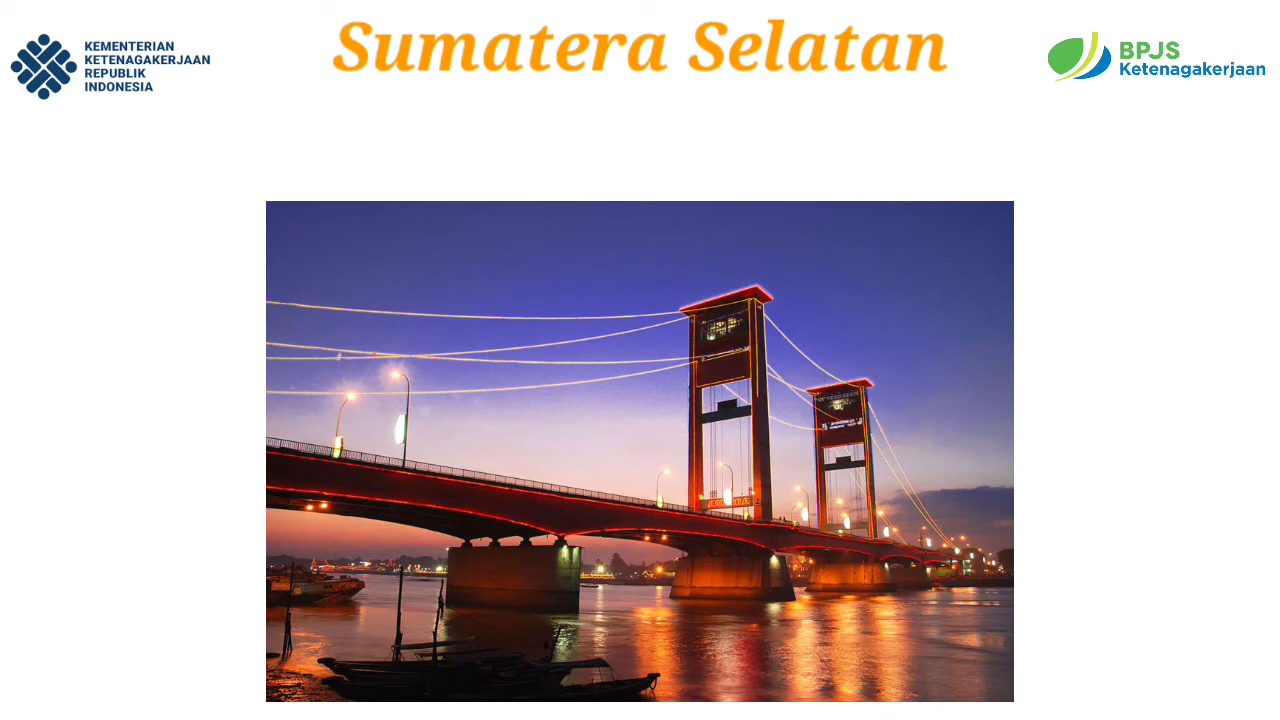 Sumatera Selatan
KEMENTERIAN
KETENAGAKERJAAN
REPUBLIK
INDONESIA
BPJS
Ketenagakerjaan